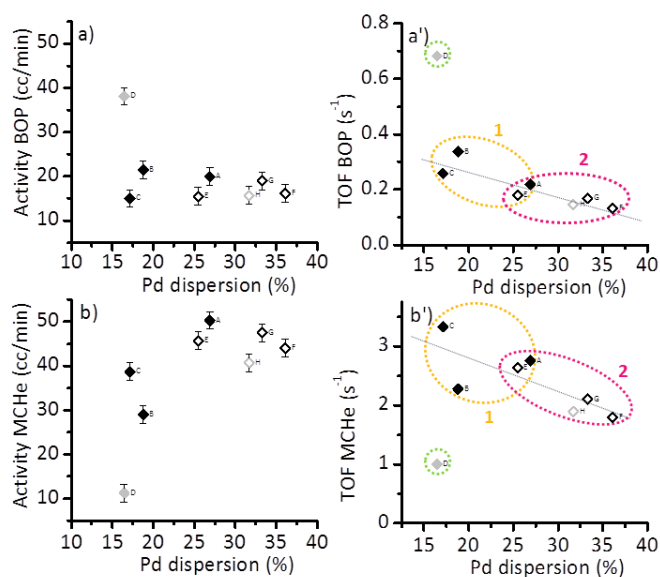 a)
Activity BOP (cc/min)
50
40
30
20
10
D
B
C
A
E
H
G
F
10 15 20 25 30 35 40
Pd dispersion (%)
a')
TOF BOP (s⁻¹)
0.8
0.6
0.4
0.2
0.0
D
1
B
C
2
A
E
G
H
F
15 20 25 30 35 40
Pd dispersion (%)
b)
Activity MCHe (cc/min)
50
40
30
20
10
A
G
E
F
H
C
B
D
10 15 20 25 30 35 40
Pd dispersion (%)
b')
TOF MCHe (s⁻¹)
3
2
1
0
C
B
1
A
E
2
G
H
F
D
15 20 25 30 35 40
Pd dispersion (%)